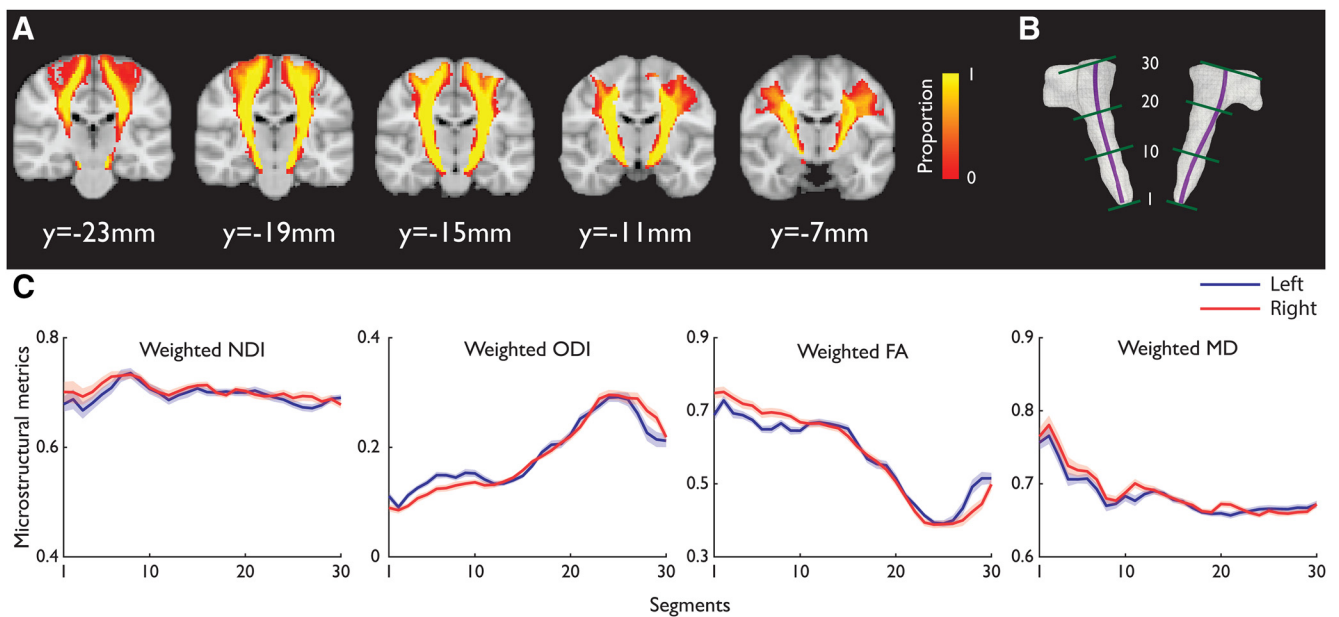 A
B
1
Proportion
0
y=-23mm
y=-19mm
y=-15mm
y=-11mm
y=-7mm
30
20
10
1
C
Left
Right
Microstructural metrics
Weighted NDI
0.8
0.6
0.4
1
10
20
30
Weighted ODI
0.4
0.2
0
1
10
20
30
Weighted FA
0.9
0.7
0.5
0.3
1
10
20
30
Weighted MD
0.9
0.8
0.7
0.6
1
10
20
30
Segments